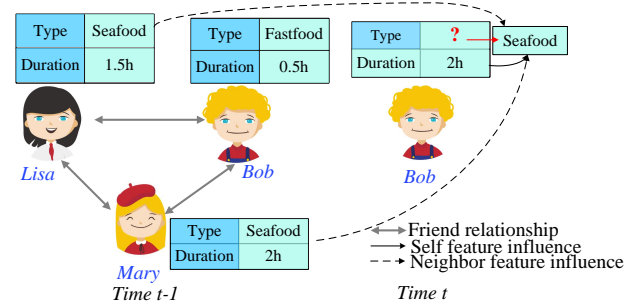 Type Seafood
Duration 1.5h
Type Fastfood
Duration 0.5h
Type ?
Duration 2h
Seafood
Lisa
Bob
Bob
Type Seafood
Duration 2h
Mary
Time t-1
Friend relationship
Self feature influence
Neighbor feature influence
Time t